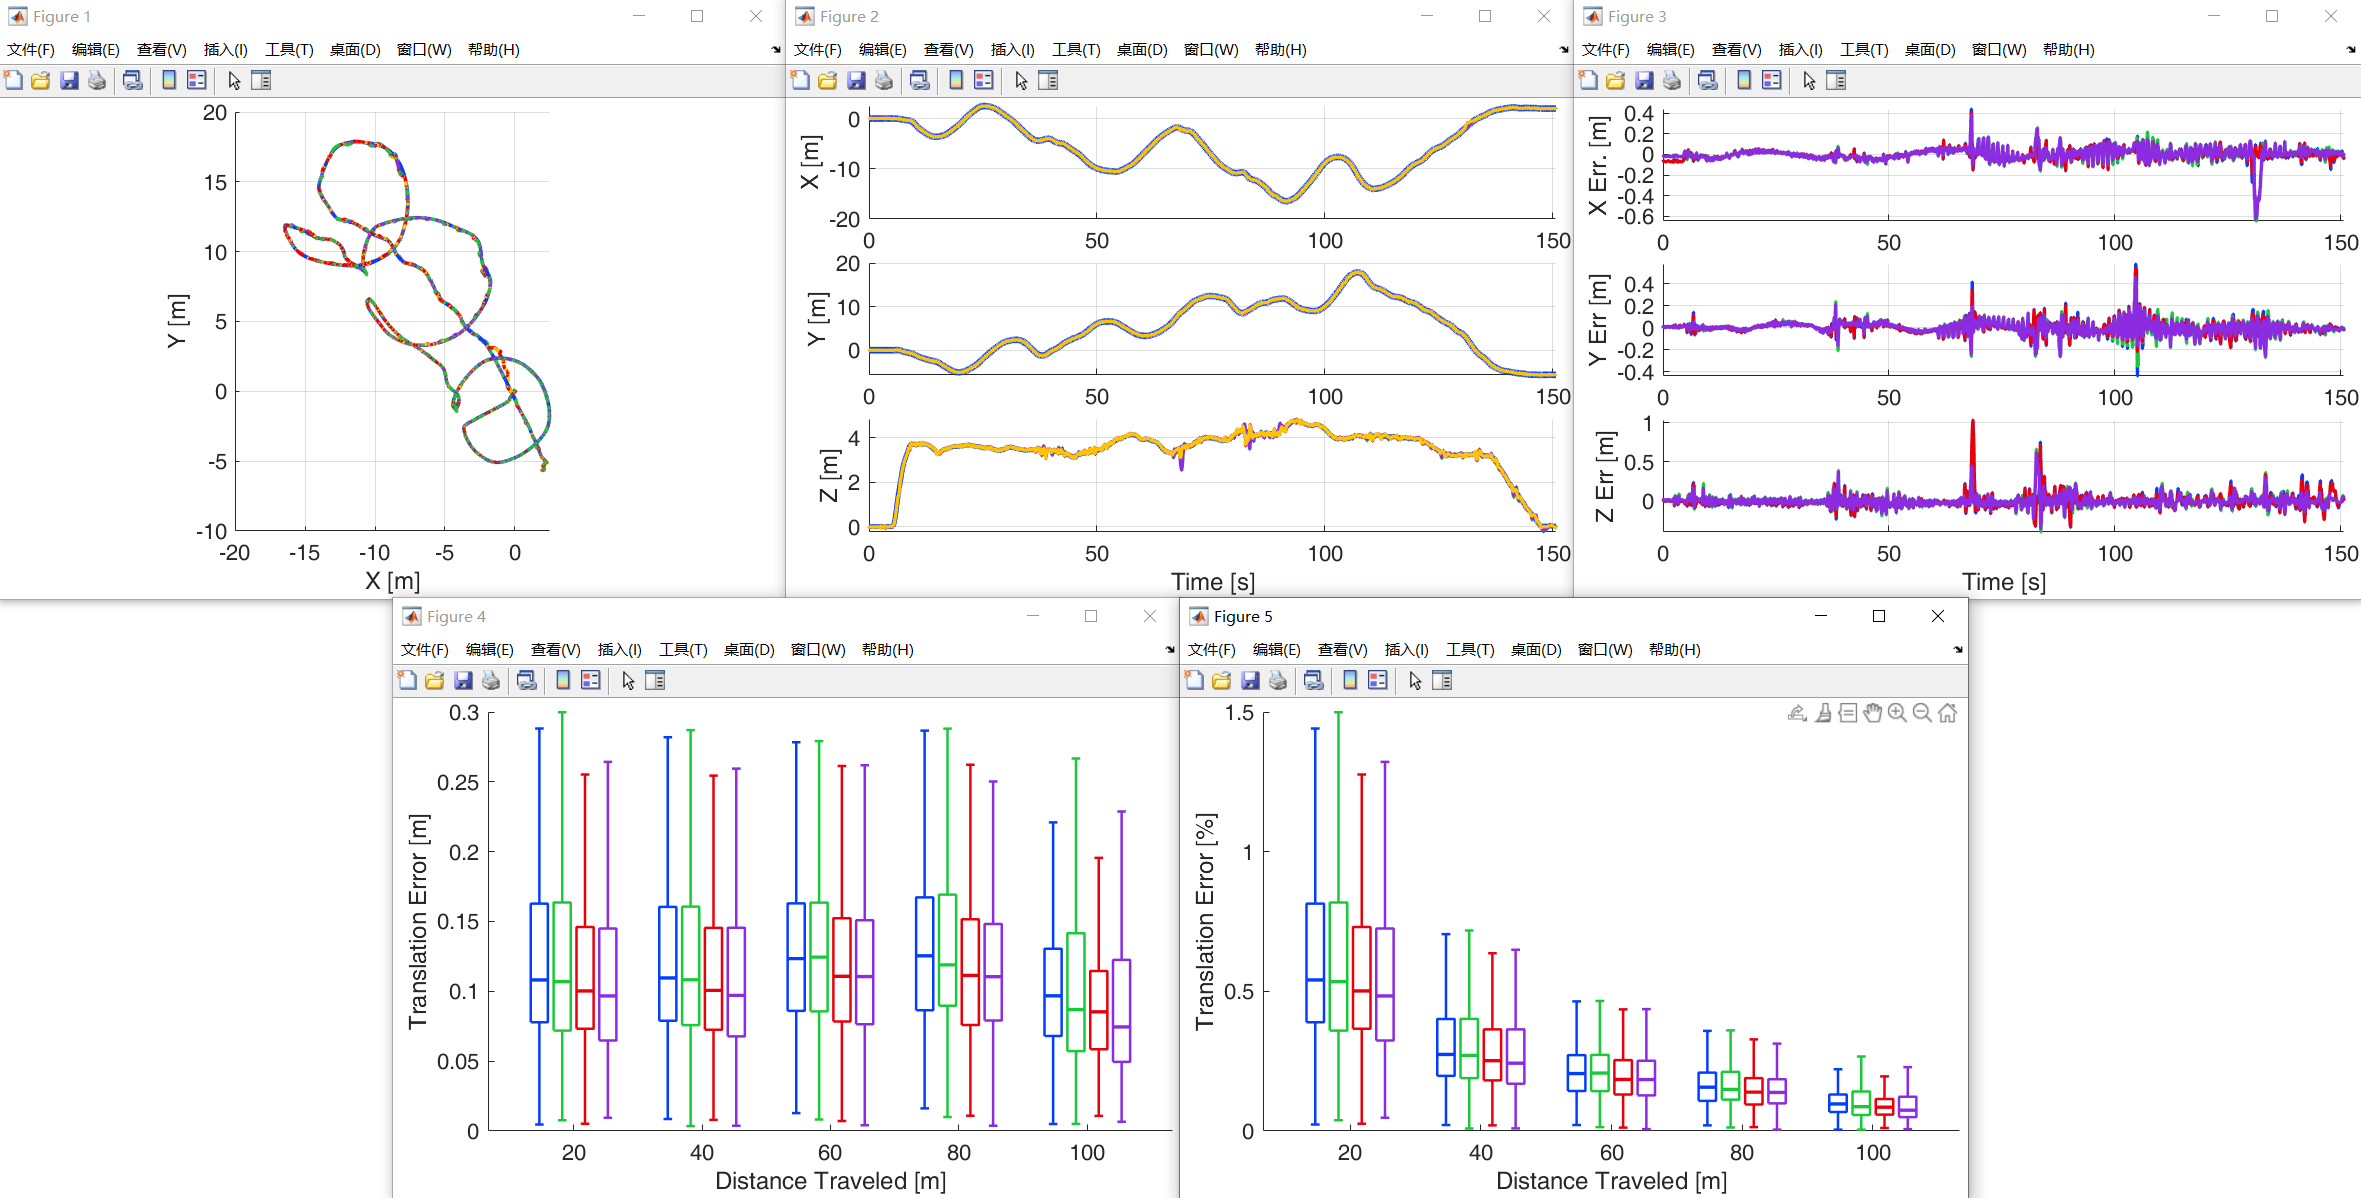 Figure 1
文件(F) 编辑(E) 查看(V) 插入(I) 工具(T) 桌面(D) 窗口(W) 帮助(H)
20
15
10
5
0
-5
-10
-20 -15 -10 -5 0
Y [m]
X [m]
Figure 2
文件(F) 编辑(E) 查看(V) 插入(I) 工具(T) 桌面(D) 窗口(W) 帮助(H)
0
-10
-20
X [m]
0 50 100 150
20
10
0
Y [m]
0 50 100 150
4
2
0
Z [m]
0 50 100 150
Time [s]
Figure 3
文件(F) 编辑(E) 查看(V) 插入(I) 工具(T) 桌面(D) 窗口(W) 帮助(H)
0.4
0.2
0
-0.2
-0.4
-0.6
X Err. [m]
0 50 100 150
0.4
0.2
0
-0.2
-0.4
Y Err [m]
0 50 100 150
1
0.5
0
Z Err [m]
0 50 100 150
Time [s]
Figure 4
文件(F) 编辑(E) 查看(V) 插入(I) 工具(T) 桌面(D) 窗口(W) 帮助(H)
0.3
0.25
0.2
0.15
0.1
0.05
0
Translation Error [m]
20 40 60 80 100
Distance Traveled [m]
Figure 5
文件(F) 编辑(E) 查看(V) 插入(I) 工具(T) 桌面(D) 窗口(W) 帮助(H)
1.5
1
0.5
0
Translation Error [%]
20 40 60 80 100
Distance Traveled [m]